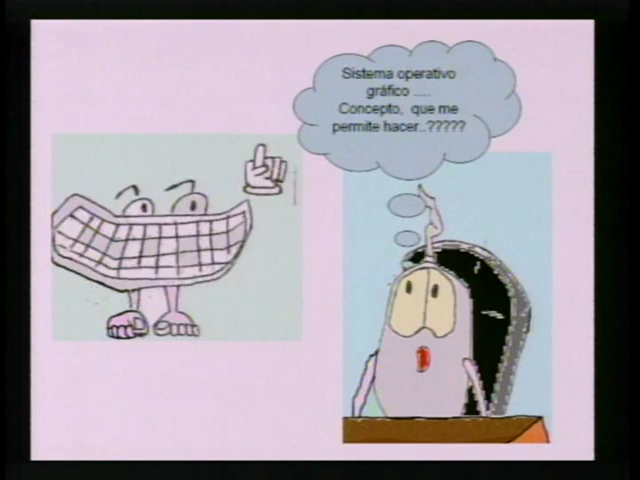 Sistema operativo
gráfico .....
Concepto, que me
permite hacer..?????